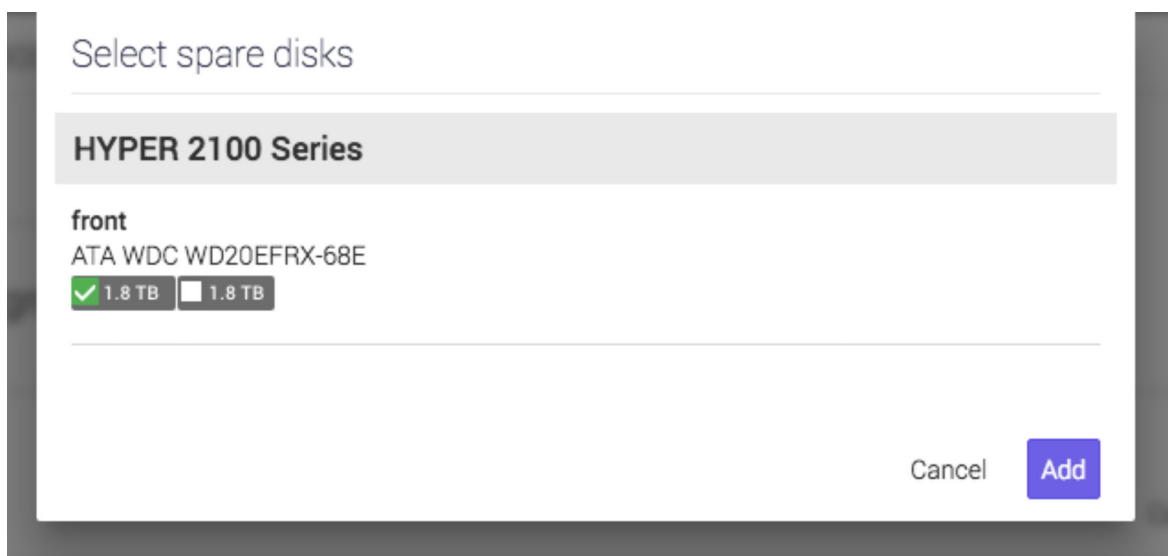 Select spare disks
HYPER 2100 Series
front
ATA WDC WD20EFRX-68E
1.8 TB 1.8 TB
Cancel Add